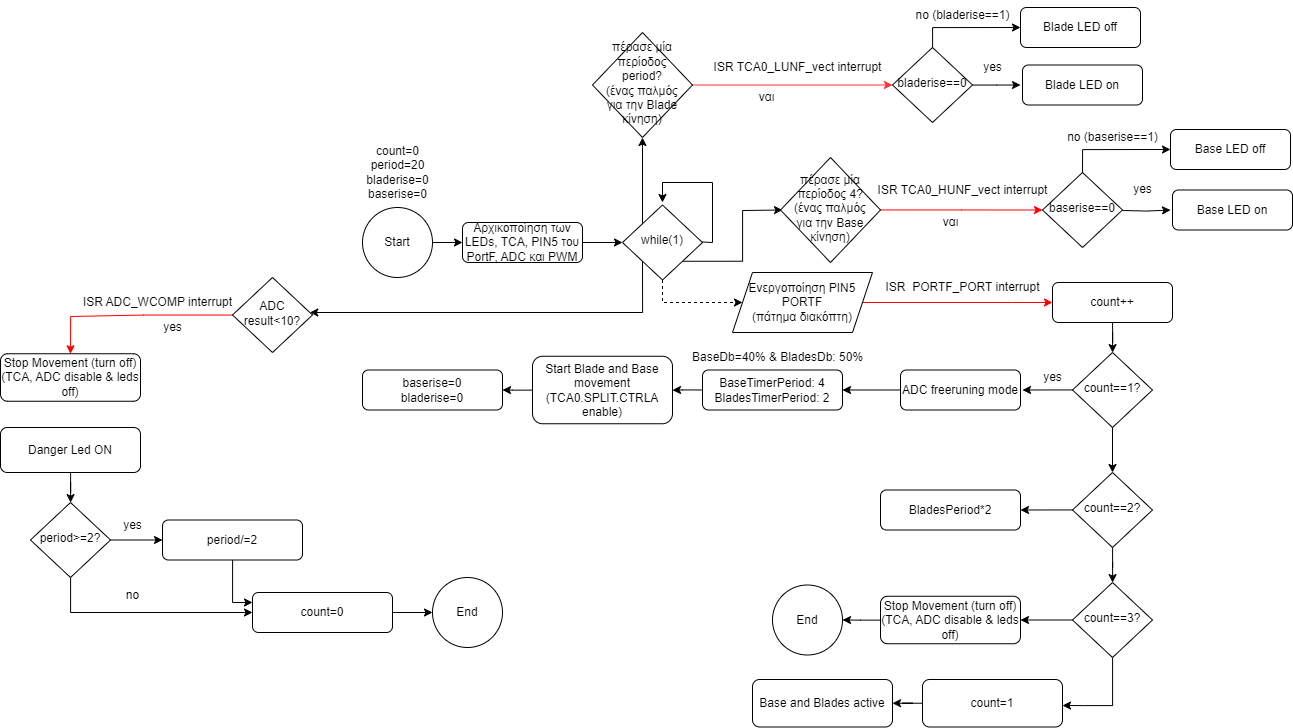 no (bladerise==1)
Blade LED off
πέρασε μία
περίοδος
period?
(ένας παλμός
για την Blade
κίνηση)
ISR TCA0_LUNF_vect interrupt
ναι
bladerise==0
yes
Blade LED on
count=0
period=20
bladerise=0
baserise=0
Start
Αρχικοποίηση των
LEDs, TCA, PIN5 του
PortF, ADC και PWM
while(1)
πέρασε μία
περίοδος 4?
(ένας παλμός
για την Base
κίνηση)
ISR TCA0_HUNF_vect interrupt
ναι
baserise==0
no (baserise==1)
Base LED off
yes
Base LED on
ISR ADC_WCOMP interrupt
yes
ADC
result<10?
Ενεργοποίηση PIN5
PORTF
(πάτημα διακόπτη)
ISR  PORTF_PORT interrupt
count++
Stop Movement (turn off)
(TCA, ADC disable & leds
off)
baserise=0
bladerise=0
Start Blade and Base
movement
(TCA0.SPLIT.CTRLA
enable)
BaseDb=40% & BladesDb: 50%
BaseTimerPeriod: 4
BladesTimerPeriod: 2
ADC freeruning mode
yes
count==1?
Danger Led ON
period>=2?
yes
period/=2
no
count=0
End
BladesPeriod*2
count==2?
End
Stop Movement (turn off)
(TCA, ADC disable & leds
off)
count==3?
Base and Blades active
count=1